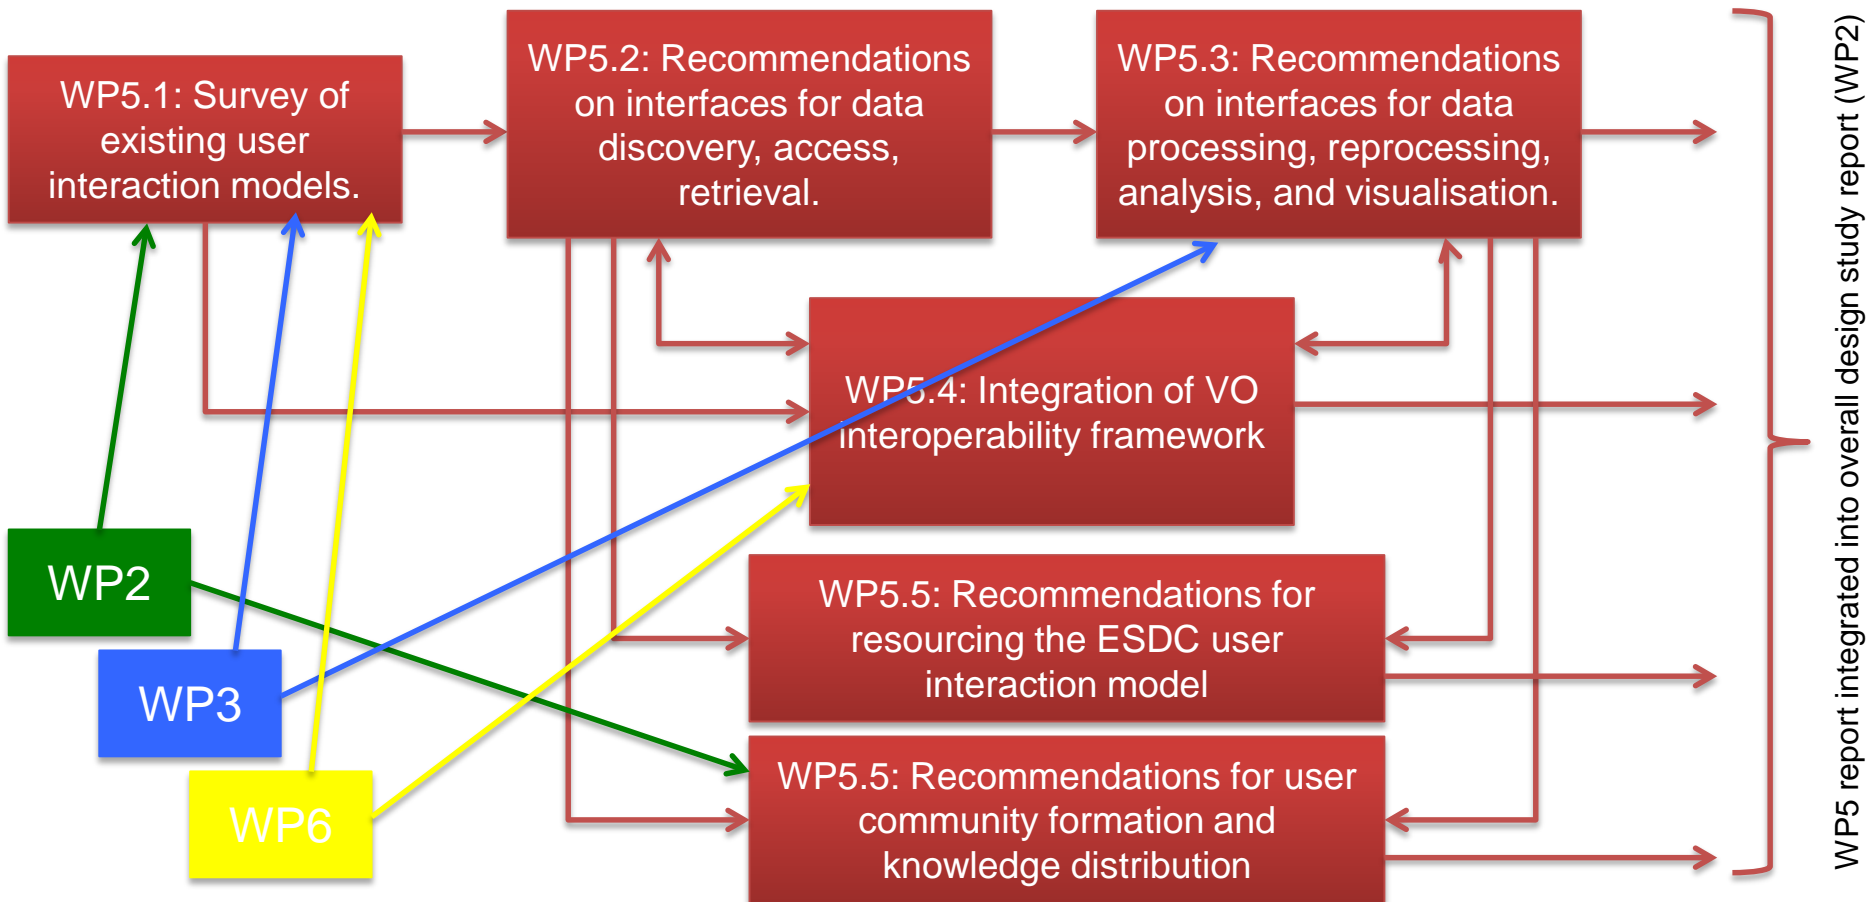 WP5.1: Survey of
existing user
interaction models.
WP5.2: Recommendations
on interfaces for data
discovery, access,
retrieval.
WP5.3: Recommendations
on interfaces for data
processing, reprocessing,
analysis, and visualisation.
WP5.4: Integration of VO
interoperability framework
WP2
WP3
WP6
WP5.5: Recommendations for
resourcing the ESDC user
interaction model
WP5.5: Recommendations for user
community formation and
knowledge distribution
WP5 report integrated into overall design study report (WP2)